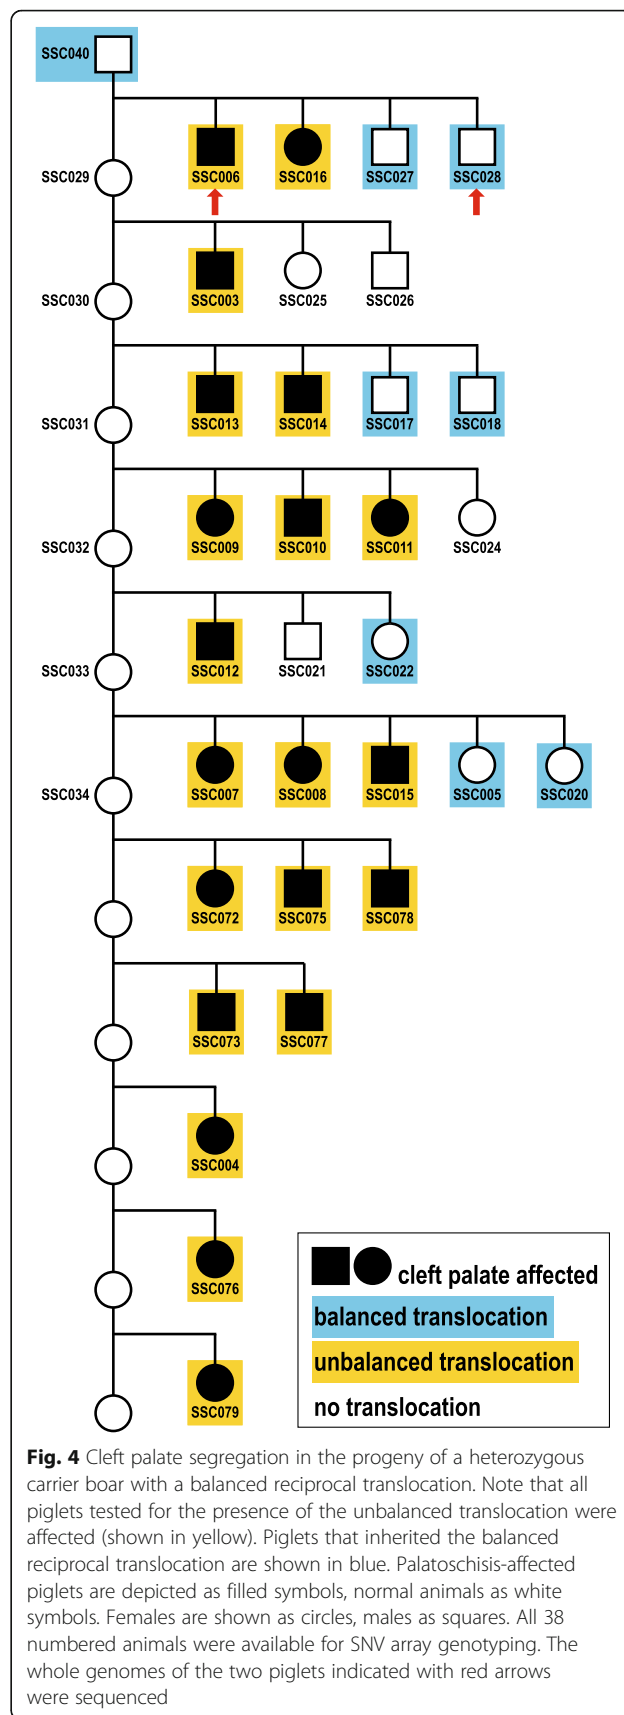 SSC040
SSC006 SSC016 SSC027 SSC028
SSC029
SSC003 SSC025 SSC026
SSC030
SSC013 SSC014 SSC017 SSC018
SSC031
SSC009 SSC010 SSC011 SSC024
SSC032
SSC012 SSC021 SSC022
SSC033
SSC007 SSC008 SSC015 SSC005 SSC020
SSC034
SSC072 SSC075 SSC078
SSC073 SSC077
SSC004
SSC076
SSC079
cleft palate affected
balanced translocation
unbalanced translocation
no translocation
Fig. 4 Cleft palate segregation in the progeny of a heterozygous
carrier boar with a balanced reciprocal translocation. Note that all
piglets tested for the presence of the unbalanced translocation were
affected (shown in yellow). Piglets that inherited the balanced
reciprocal translocation are shown in blue. Palatoschisis-affected
piglets are depicted as filled symbols, normal animals as white
symbols. Females are shown as circles, males as squares. All 38
numbered animals were available for SNV array genotyping. The
whole genomes of the two piglets indicated with red arrows
were sequenced